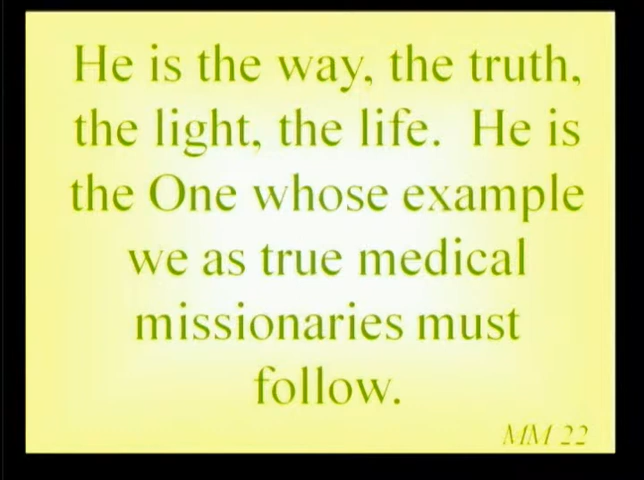 He is the way, the truth,
the light, the life.  He is
the One whose example
we as true medical
missionaries must
follow.
MM 22